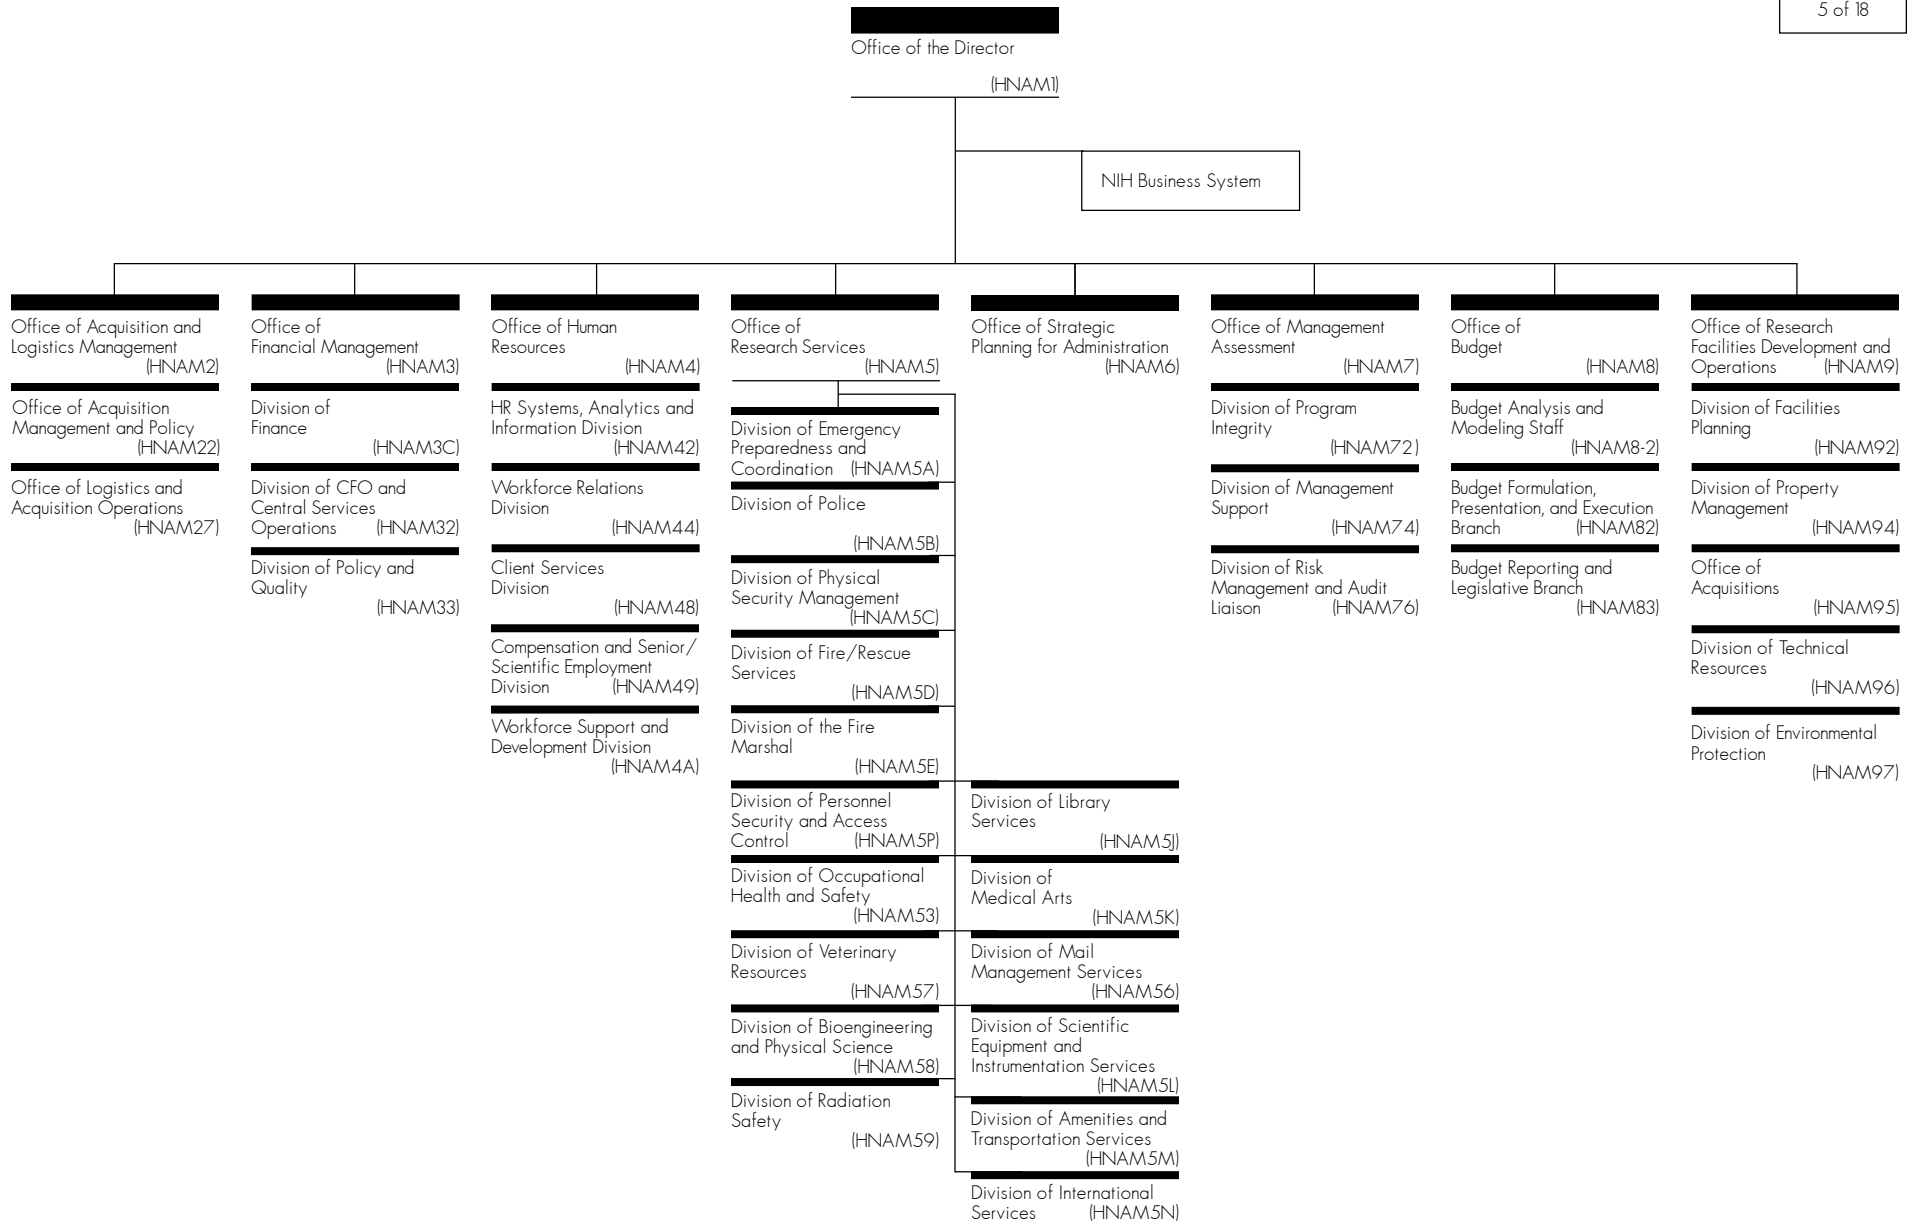 5 of 18
Office of the Director
(HNAM1)
NIH Business System
Office of Acquisition and
Logistics Management
(HNAM2)
Office of Acquisition
Management and Policy
(HNAM22)
Office of Logistics and
Acquisition Operations
(HNAM27)
Office of
Financial Management
(HNAM3)
Division of
Finance
(HNAM3C)
Division of CFO and
Central Services
Operations (HNAM32)
Division of Policy and
Quality
(HNAM33)
Office of Human
Resources
(HNAM4)
HR Systems, Analytics and
Information Division
(HNAM42)
Workforce Relations
Division
(HNAM44)
Client Services
Division
(HNAM48)
Compensation and Senior/
Scientific Employment
Division (HNAM49)
Workforce Support and
Development Division
(HNAM4A)
Office of
Research Services
(HNAM5)
Division of Emergency
Preparedness and
Coordination (HNAM5A)
Division of Police
(HNAM5B)
Division of Physical
Security Management
(HNAM5C)
Division of Fire/Rescue
Services
(HNAM5D)
Division of the Fire
Marshal
(HNAM5E)
Division of Personnel
Security and Access
Control (HNAM5P)
Division of Occupational
Health and Safety
(HNAM53)
Division of Veterinary
Resources
(HNAM57)
Division of Bioengineering
and Physical Science
(HNAM58)
Division of Radiation
Safety
(HNAM59)
Division of Library
Services
(HNAM5J)
Division of
Medical Arts
(HNAM5K)
Division of Mail
Management Services
(HNAM56)
Division of Scientific
Equipment and
Instrumentation Services
(HNAM5L)
Division of Amenities and
Transportation Services
(HNAM5M)
Division of International
Services (HNAM5N)
Office of Strategic
Planning for Administration
(HNAM6)
Office of Management
Assessment
(HNAM7)
Division of Program
Integrity
(HNAM72)
Division of Management
Support
(HNAM74)
Division of Risk
Management and Audit
Liaison (HNAM76)
Office of
Budget
(HNAM8)
Budget Analysis and
Modeling Staff
(HNAM8-2)
Budget Formulation,
Presentation, and Execution
Branch (HNAM82)
Budget Reporting and
Legislative Branch
(HNAM83)
Office of Research
Facilities Development and
Operations (HNAM9)
Division of Facilities
Planning
(HNAM92)
Division of Property
Management
(HNAM94)
Office of
Acquisitions
(HNAM95)
Division of Technical
Resources
(HNAM96)
Division of Environmental
Protection
(HNAM97)